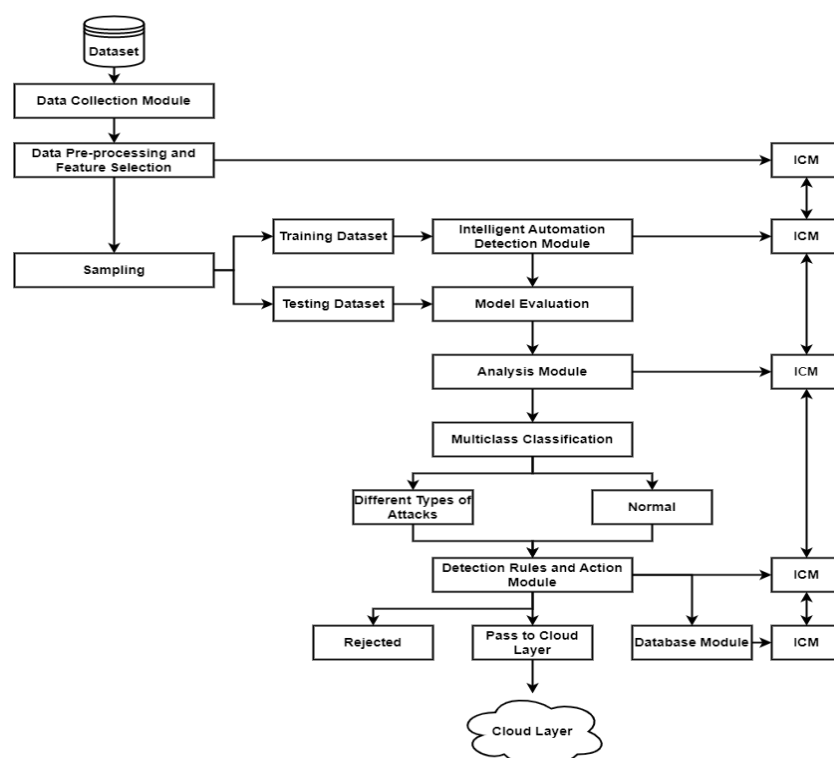 Dataset
Data Collection Module
Data Pre-processing and
Feature Selection
ICM
Training Dataset
Intelligent Automation
Detection Module
ICM
Sampling
Testing Dataset
Model Evaluation
Analysis Module
ICM
Multiclass Classification
Different Types of
Attacks
Normal
Detection Rules and Action
Module
ICM
Rejected
Pass to Cloud
Layer
Database Module
ICM
Cloud Layer